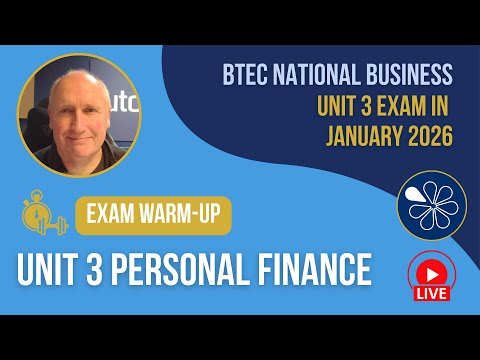 BTEC NATIONAL BUSINESS
UNIT 3 EXAM IN
JANUARY 2026
EXAM WARM-UP
UNIT 3 PERSONAL FINANCE
LIVE